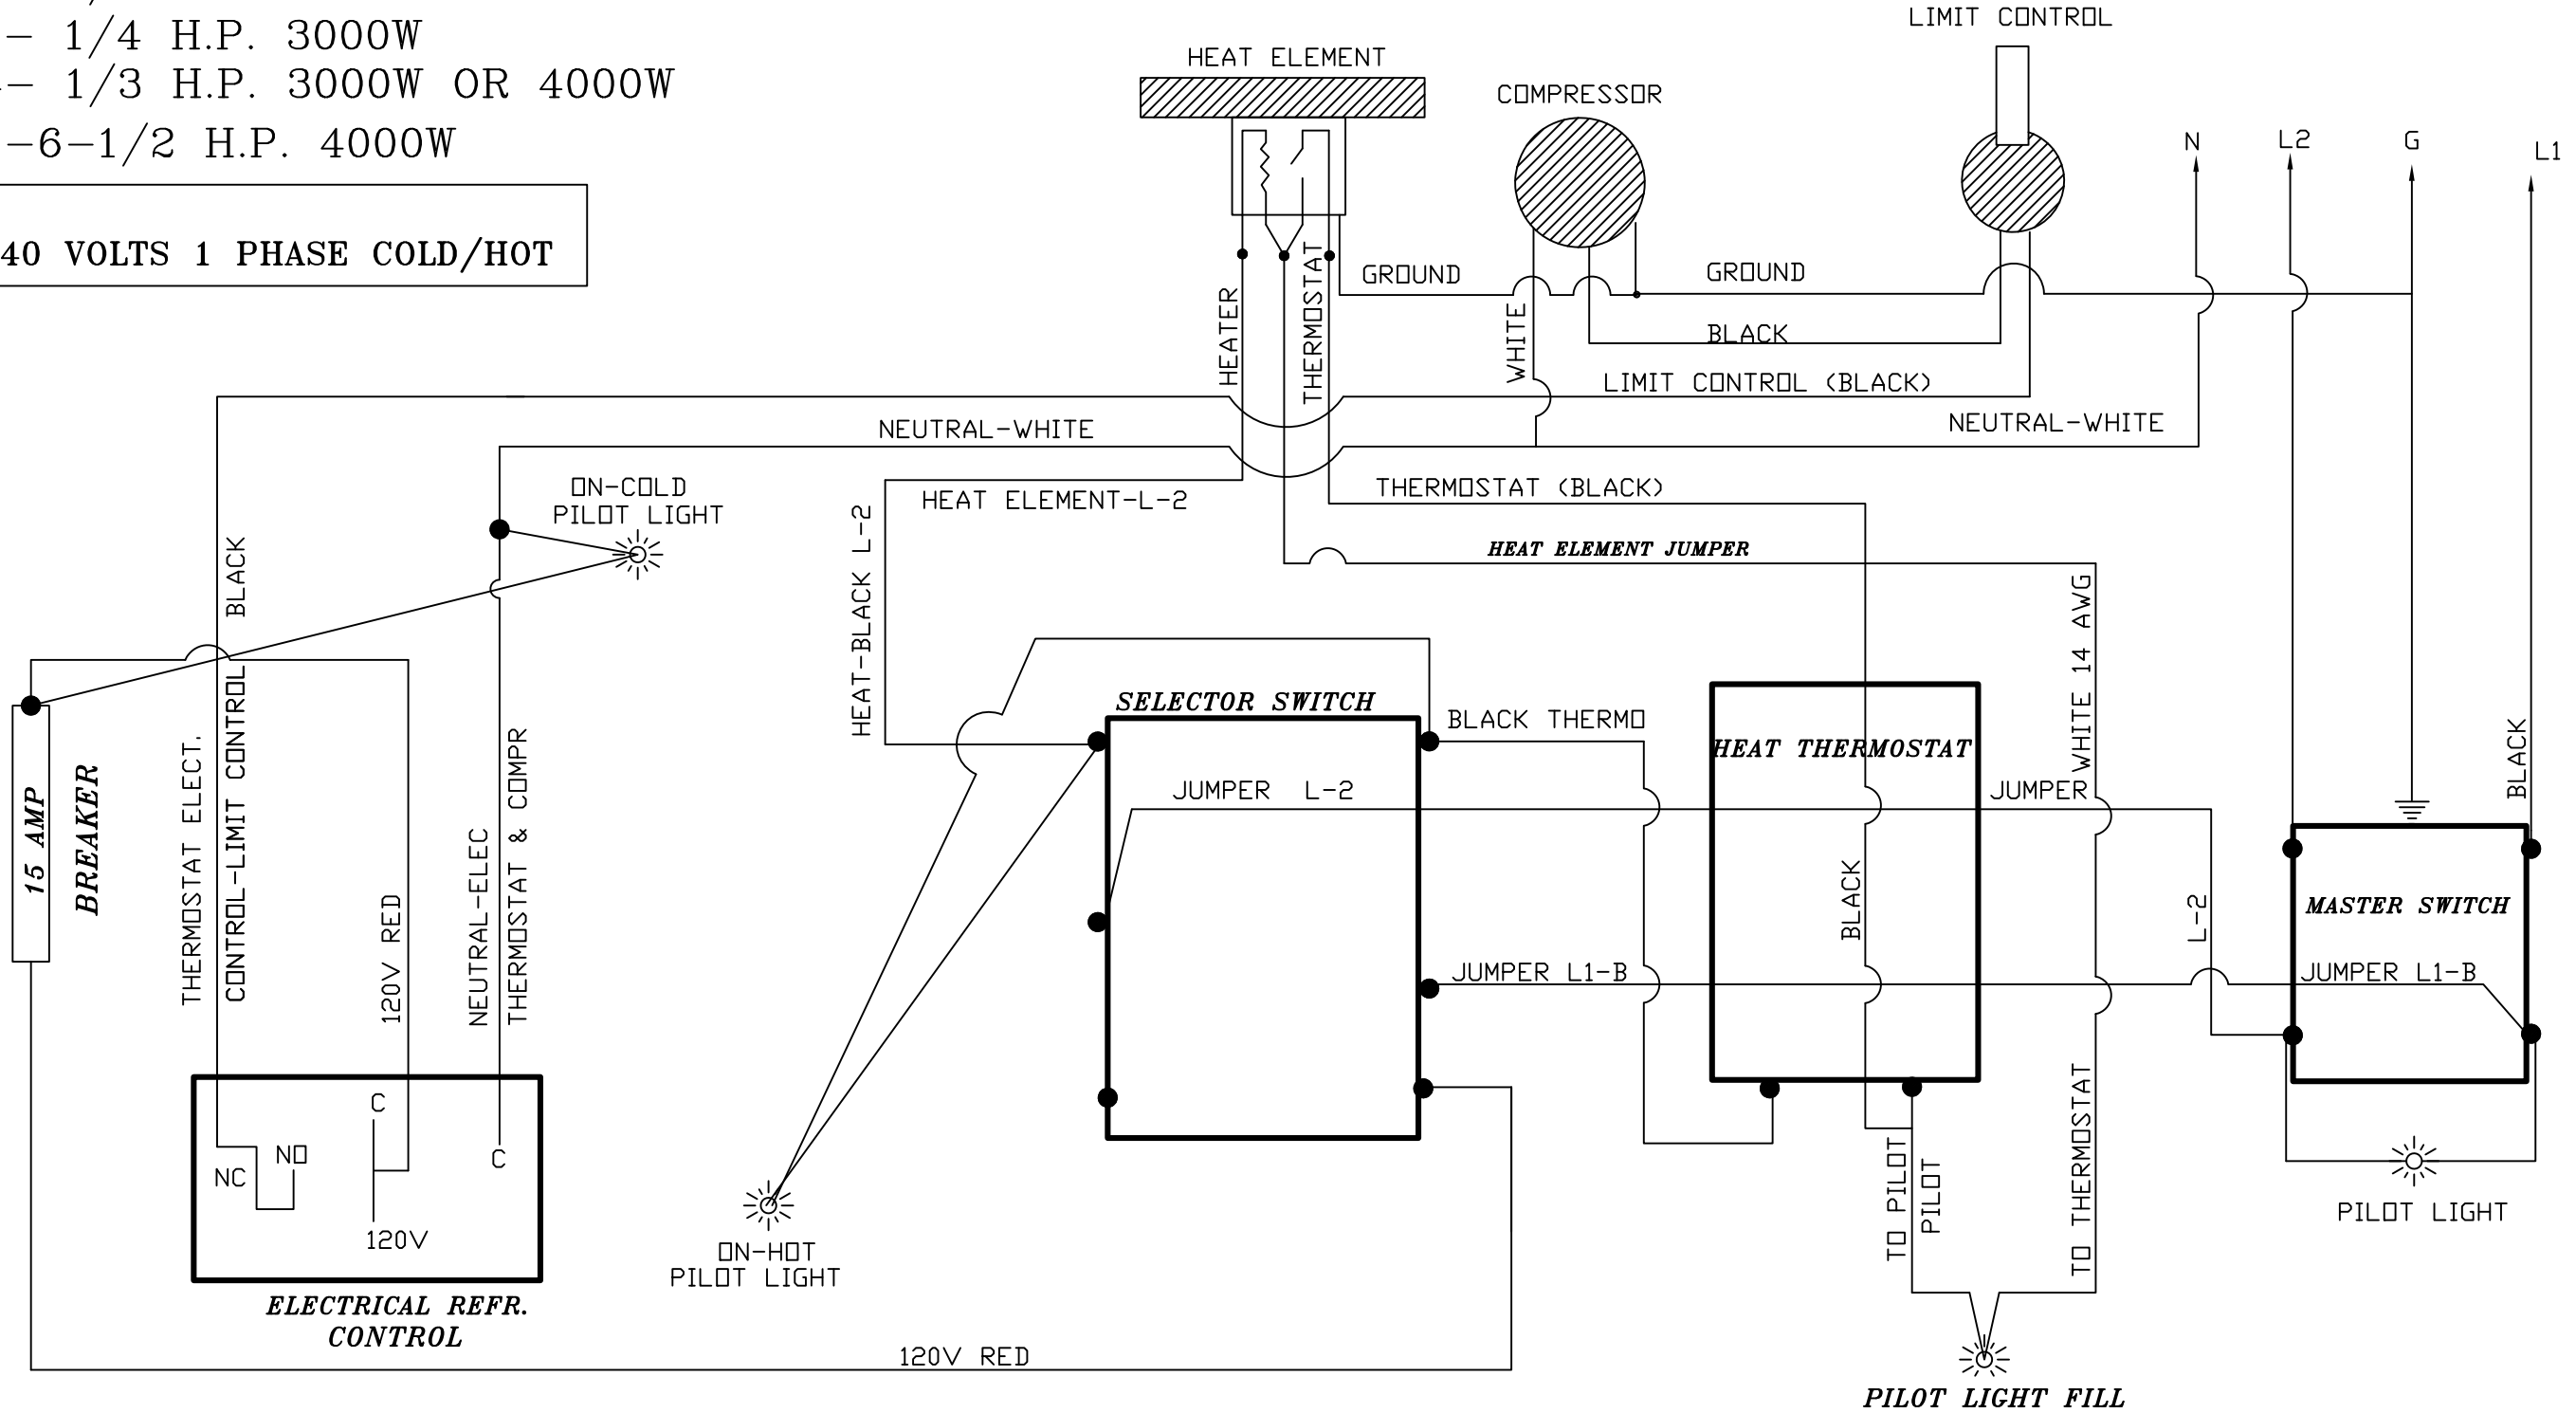 - 1/4 H.P. 3000W
- 1/3 H.P. 3000W OR 4000W
-6-1/2 H.P. 4000W
40 VOLTS 1 PHASE COLD/HOT
HEAT ELEMENT
COMPRESSOR
LIMIT CONTROL
N
L2
G
L1
GROUND
GROUND
HEATER
THERMOSTAT
WHITE
BLACK
LIMIT CONTROL (BLACK)
NEUTRAL-WHITE
NEUTRAL-WHITE
ON-COLD
PILOT LIGHT
HEAT ELEMENT-L-2
THERMOSTAT (BLACK)
HEAT ELEMENT JUMPER
BLACK
HEAT-BLACK L-2
WHITE 14 AWG
SELECTOR SWITCH
BLACK THERMO
HEAT THERMOSTAT
BLACK
15 AMP
BREAKER
THERMOSTAT ELECT.
CONTROL-LIMIT CONTROL
120V RED
NEUTRAL-ELEC
THERMOSTAT & COMPR
JUMPER L-2
JUMPER
BLACK
L-2
MASTER SWITCH
JUMPER L1-B
JUMPER L1-B
C
NO
NC
C
120V
TO PILOT
PILOT
TO THERMOSTAT
PILOT LIGHT
ON-HOT
PILOT LIGHT
ELECTRICAL REFR.
CONTROL
120V RED
PILOT LIGHT FILL